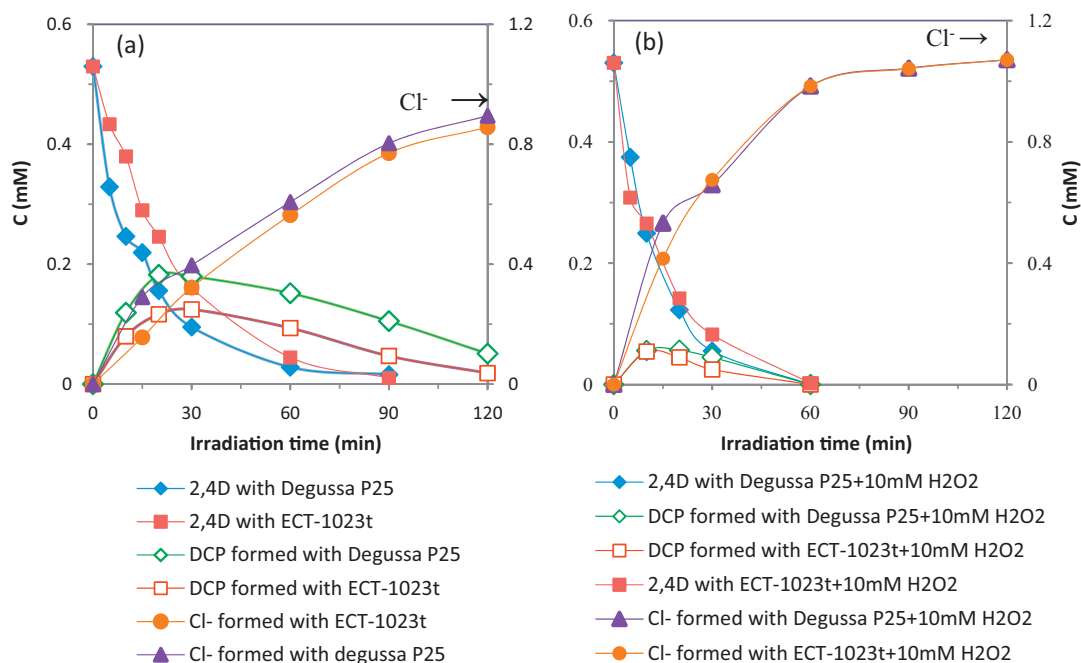 (a)
Cl- →
C (mM)
0.6
0.4
0.2
0
1.2
0.8
0.4
0
0 30 60 90 120
Irradiation time (min)
2,4D with Degussa P25
2,4D with ECT-1023t
DCP formed with Degussa P25
DCP formed with ECT-1023t
Cl- formed with ECT-1023t
Cl- formed with degussa P25
(b)
Cl- →
0.6
0.4
0.2
0
1.2
0.8
0.4
0
C (mM)
0 30 60 90 120
Irradiation time (min)
2,4D with Degussa P25+10mM H2O2
DCP formed with Degussa P25+10mM H2O2
DCP formed with ECT-1023t+10mM H2O2
2,4D with ECT-1023t+10mM H2O2
Cl- formed with Degussa P25+10mM H2O2
Cl- formed with ECT-1023t+10mM H2O2